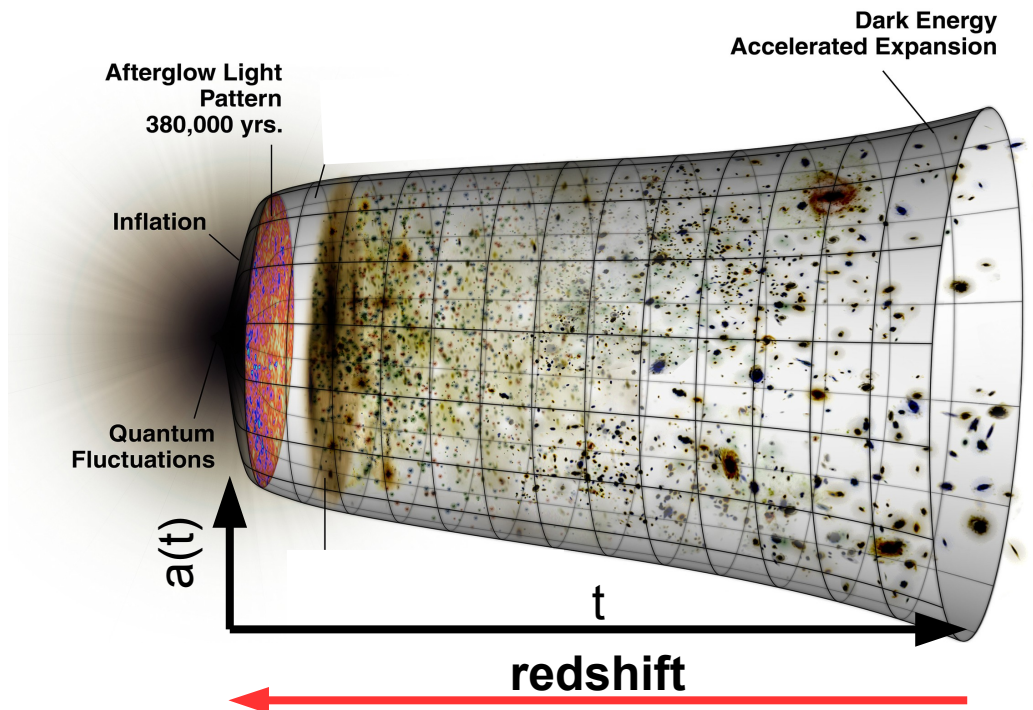 Dark Energy
Accelerated Expansion
Afterglow Light
Pattern
380,000 yrs.
Inflation
Quantum
Fluctuations
a(t)
t
redshift